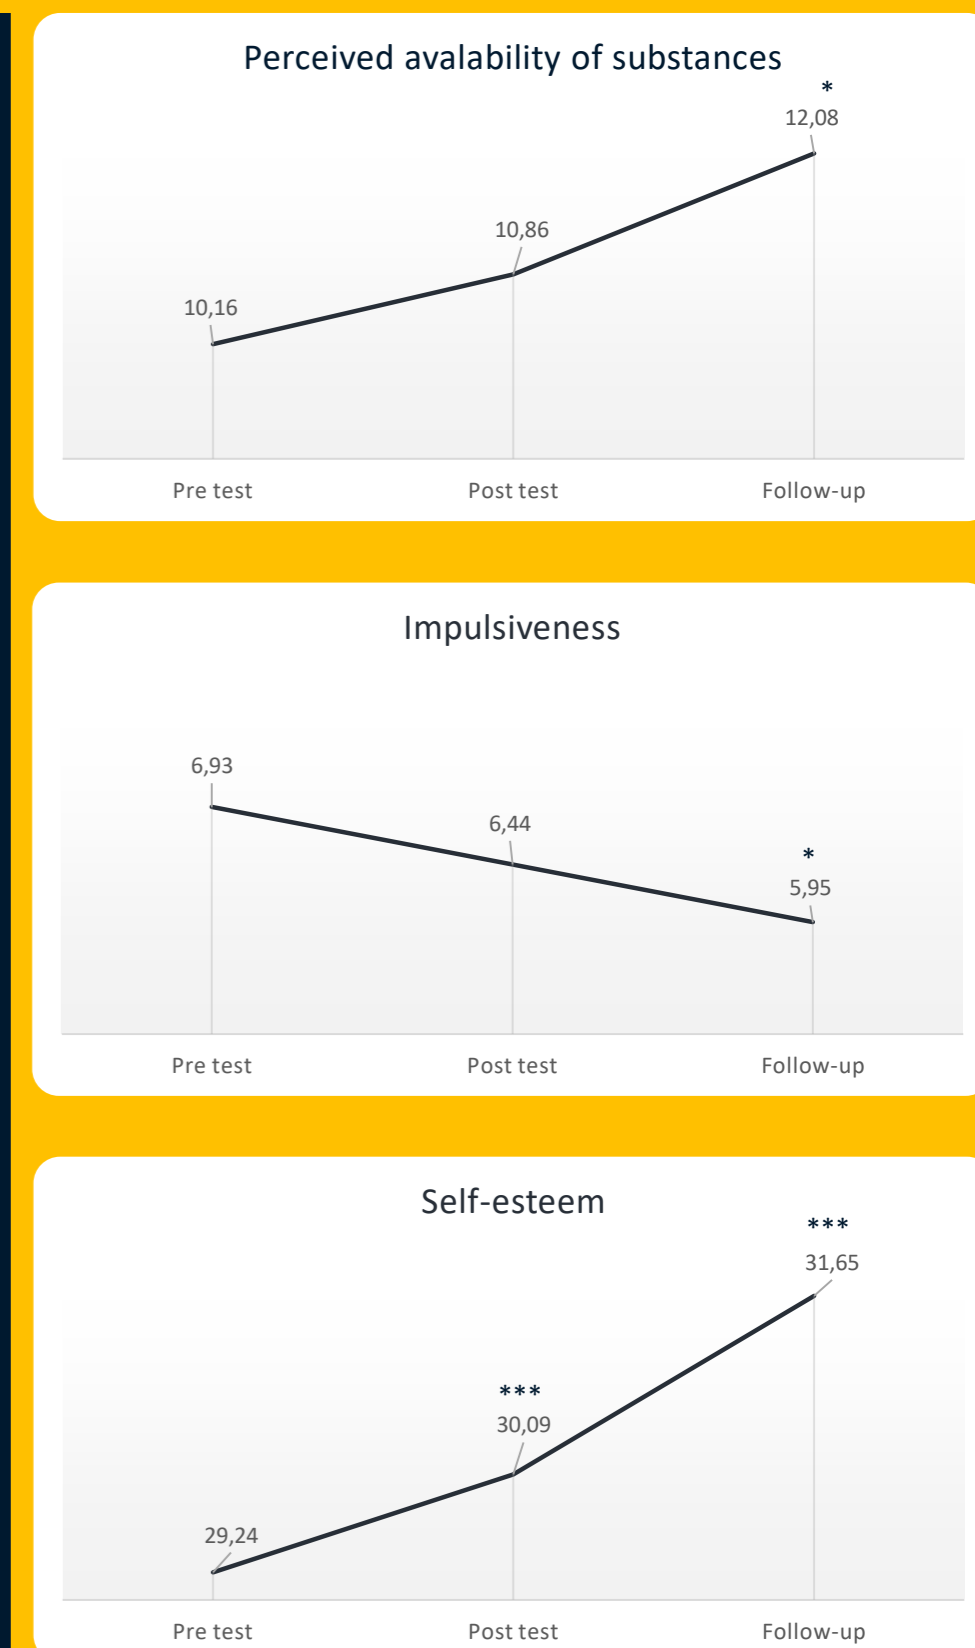 Perceived avalability of substances
*
12,08
10,86
10,16
Pre test Post test Follow-up
Impulsiveness
6,93
6,44
*
5,95
Pre test Post test Follow-up
Self-esteem
***
31,65
***
30,09
29,24
Pre test Post test Follow-up